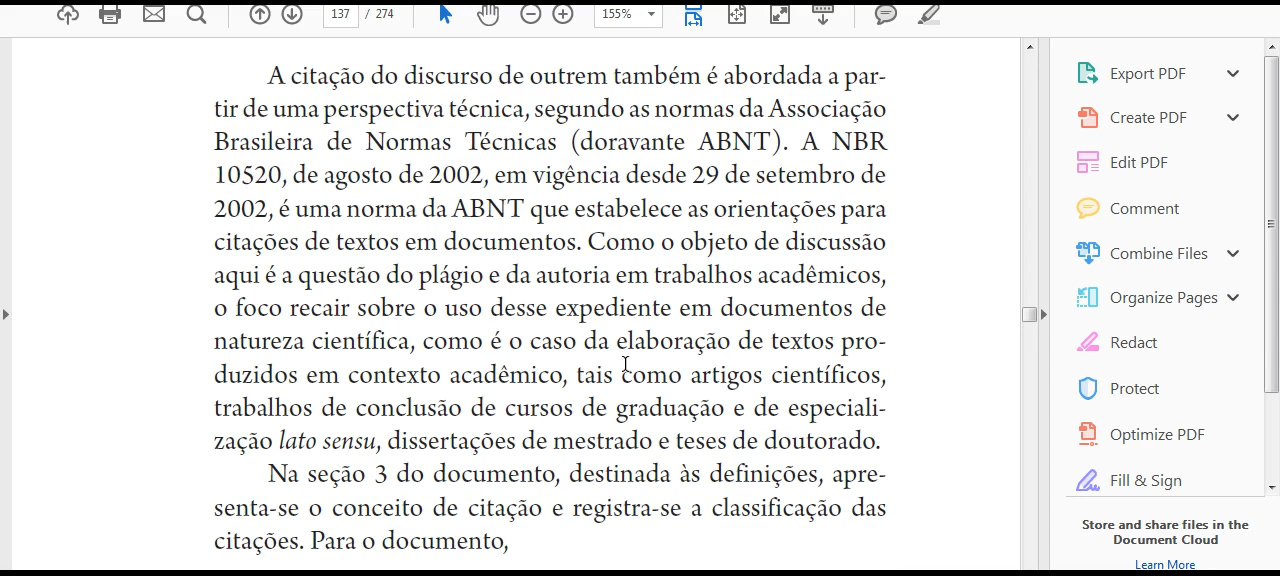 137 / 274
155%
A citação do discurso de outrem também é abordada a par-
tir de uma perspectiva técnica, segundo as normas da Associação
Brasileira de Normas Técnicas (doravante ABNT). A NBR
10520, de agosto de 2002, em vigência desde 29 de setembro de
2002, é uma norma da ABNT que estabelece as orientações para
citações de textos em documentos. Como o objeto de discussão
aqui é a questão do plágio e da autoria em trabalhos acadêmicos,
o foco recair sobre o uso desse expediente em documentos de
natureza científica, como é o caso da elaboração de textos pro-
duzidos em contexto acadêmico, tais como artigos científicos,
trabalhos de conclusão de cursos de graduação e de especiali-
zação lato sensu, dissertações de mestrado e teses de doutorado.
Na seção 3 do documento, destinada às definições, apre-
senta-se o conceito de citação e registra-se a classificação das
citações. Para o documento,
Export PDF
Create PDF
Edit PDF
Comment
Combine Files
Organize Pages
Redact
Protect
Optimize PDF
Fill & Sign
Store and share files in the
Document Cloud
Learn More